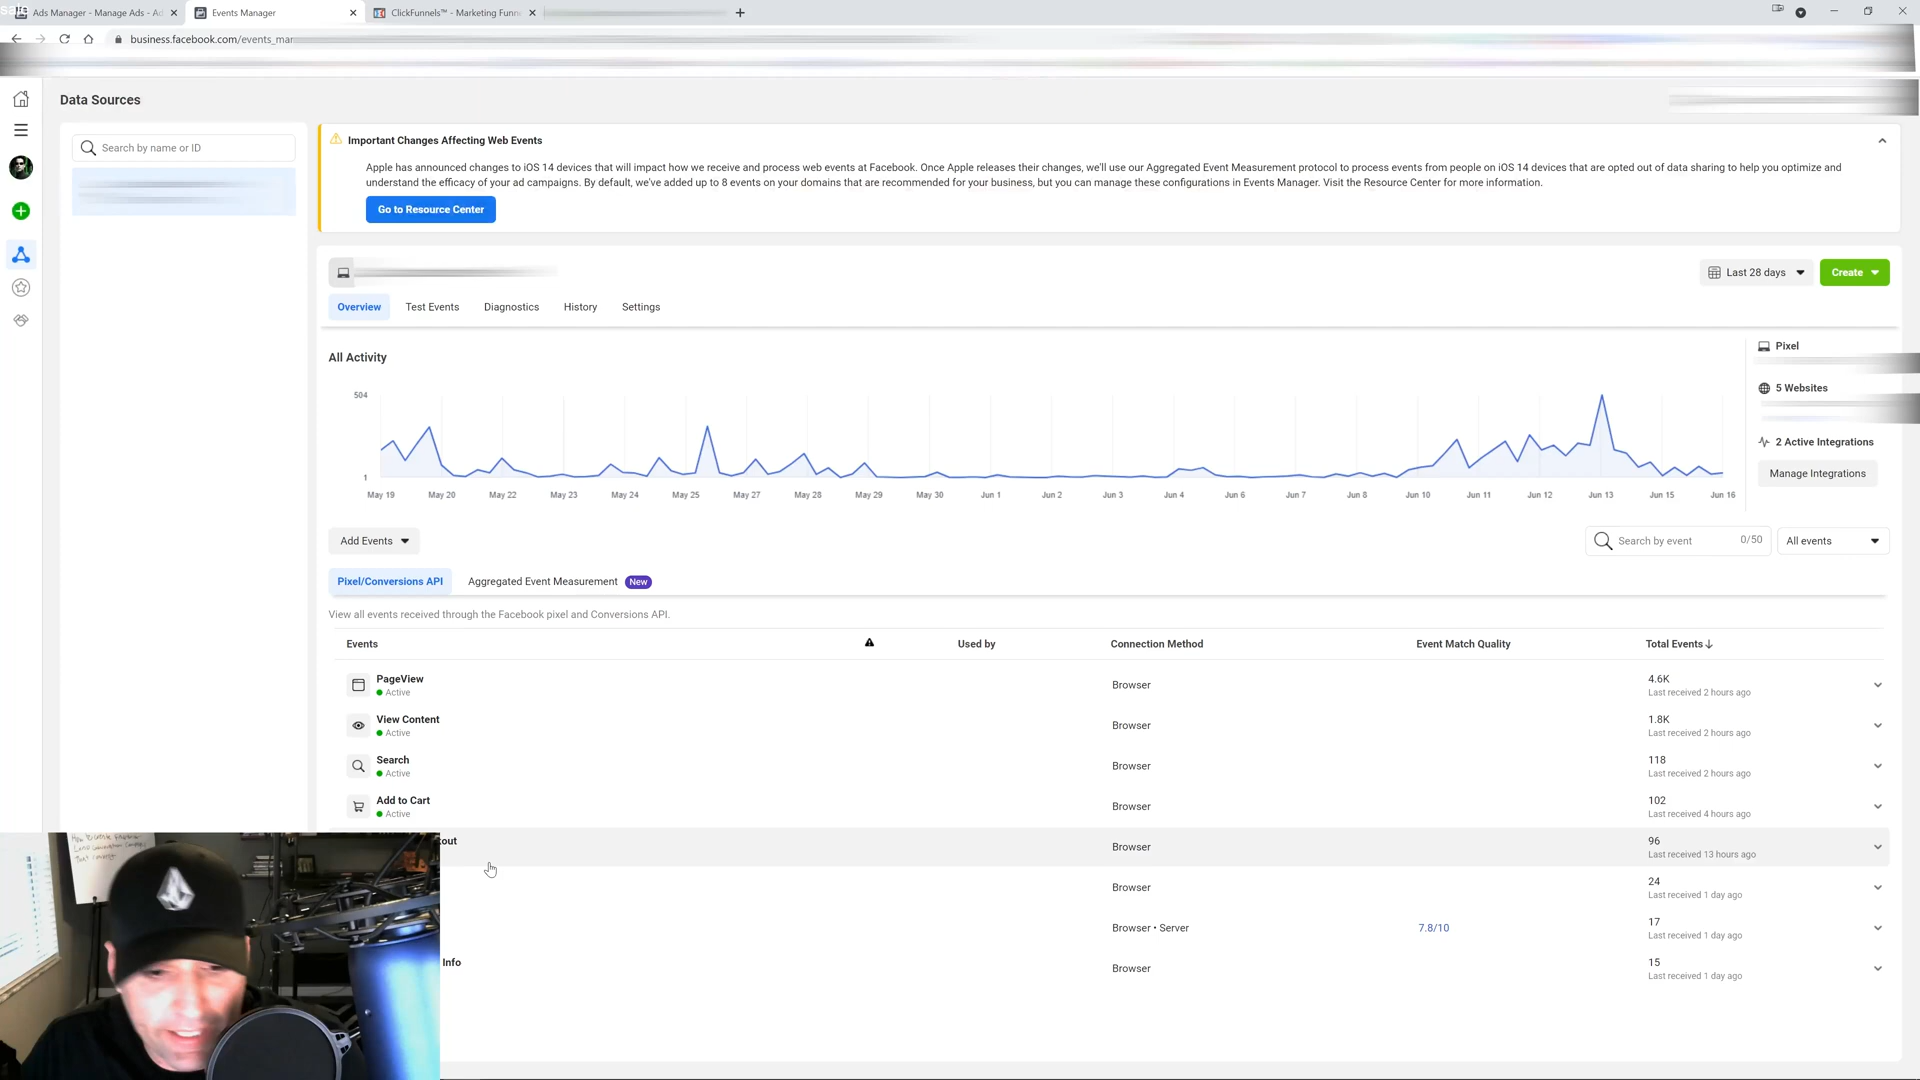 Ads Manager - Manage Ads - Ad
Events Manager
ClickFunnels™ - Marketing Funn
business.facebook.com/events_mar
Data Sources
Search by name or ID
Important Changes Affecting Web Events
Apple has announced changes to iOS 14 devices that will impact how we receive and process web events at Facebook. Once Apple releases their changes, we'll use our Aggregated Event Measurement protocol to process events from people on iOS 14 devices that are opted out of data sharing to help you optimize and
understand the efficacy of your ad campaigns. By default, we've added up to 8 events on your domains that are recommended for your business, but you can manage these configurations in Events Manager. Visit the Resource Center for more information.
Go to Resource Center
Last 28 days
Create
Overview Test Events Diagnostics History Settings
All Activity
504
1
May 19 May 20 May 22 May 23 May 24 May 25 May 27 May 28 May 29 May 30 Jun 1 Jun 2 Jun 3 Jun 4 Jun 6 Jun 7 Jun 8 Jun 10 Jun 11 Jun 12 Jun 13 Jun 15 Jun 16
Pixel
5 Websites
2 Active Integrations
Manage Integrations
Add Events
Search by event 0/50
All events
Pixel/Conversions API Aggregated Event Measurement New
View all events received through the Facebook pixel and Conversions API.
Events Used by Connection Method Event Match Quality Total Events
PageView Browser 4.6K
Active Last received 2 hours ago
View Content Browser 1.8K
Active Last received 2 hours ago
Search Browser 118
Active Last received 2 hours ago
Add to Cart Browser 102
Active Last received 4 hours ago
out Browser 96
Last received 13 hours ago
Browser 24
Last received 1 day ago
Browser • Server 7.8/10 17
Last received 1 day ago
Info Browser 15
Last received 1 day ago